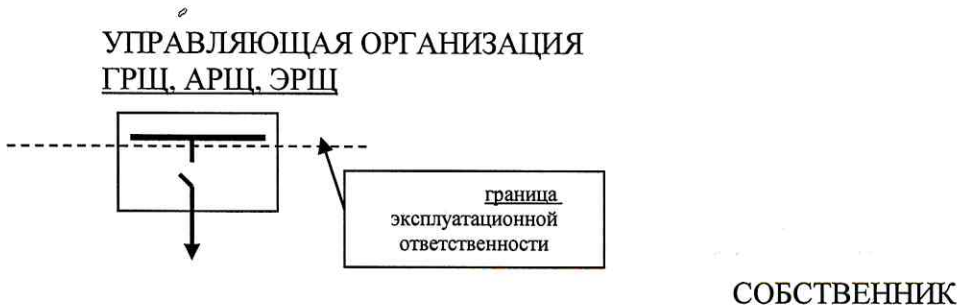 УПРАВЛЯЮЩАЯ ОРГАНИЗАЦИЯ
ГРЩ, АРЩ, ЭРЩ
граница
эксплуатационной
ответственности
СОБСТВЕННИК